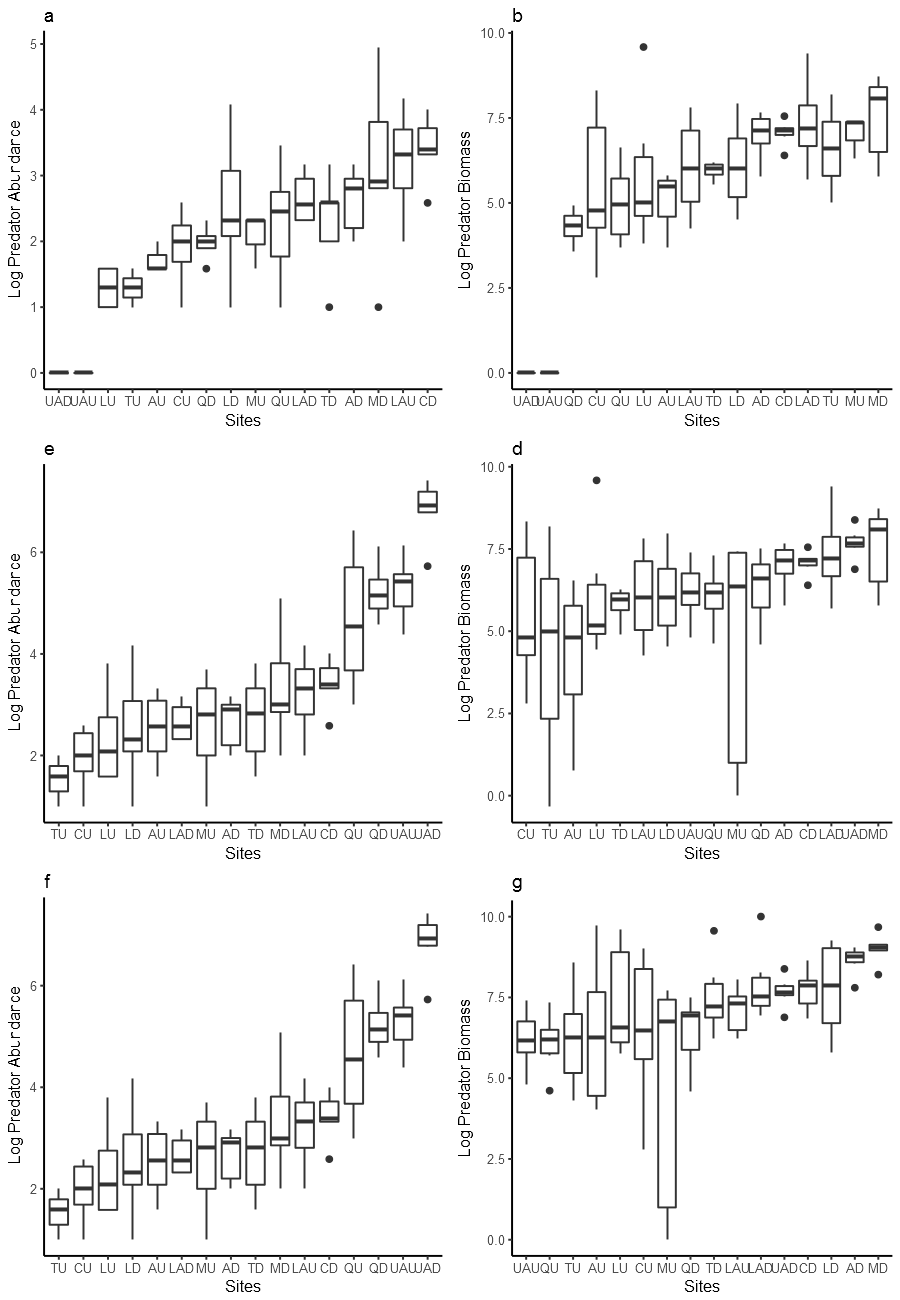 a
Log Predator Abundance
5
4
3
2
1
0
UAD UAU LU TU AU CU QD LD MU QU LAD TD AD MD LAU CD
Sites
b
Log Predator Biomass
10.0
7.5
5.0
2.5
0.0
UAD UAU QD CU QU LU AU LAU TD LD AD CD LAD TU MU MD
Sites
e
Log Predator Abundance
6
4
2
TU CU LU LD AU LAD MU AD TD MD LAU CD QU QD UAU UAD
Sites
d
Log Predator Biomass
10.0
7.5
5.0
2.5
0.0
CU TU AU LU TD LAU LD UAU QU MU QD AD CD LAD UAD MD
Sites
f
Log Predator Abundance
6
4
2
TU CU LU LD AU LAD MU AD TD MD LAU CD QU QD UAU UAD
Sites
g
Log Predator Biomass
10.0
7.5
5.0
2.5
0.0
UAU QU TU AU LU CU MU QD TD LAU LAD UAD CD LD AD MD
Sites